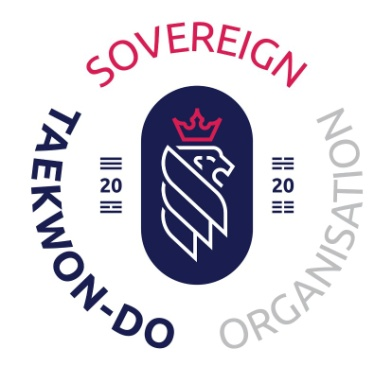 SOVEREIGN
TAEKWON-DO
ORGANISATION
20 20